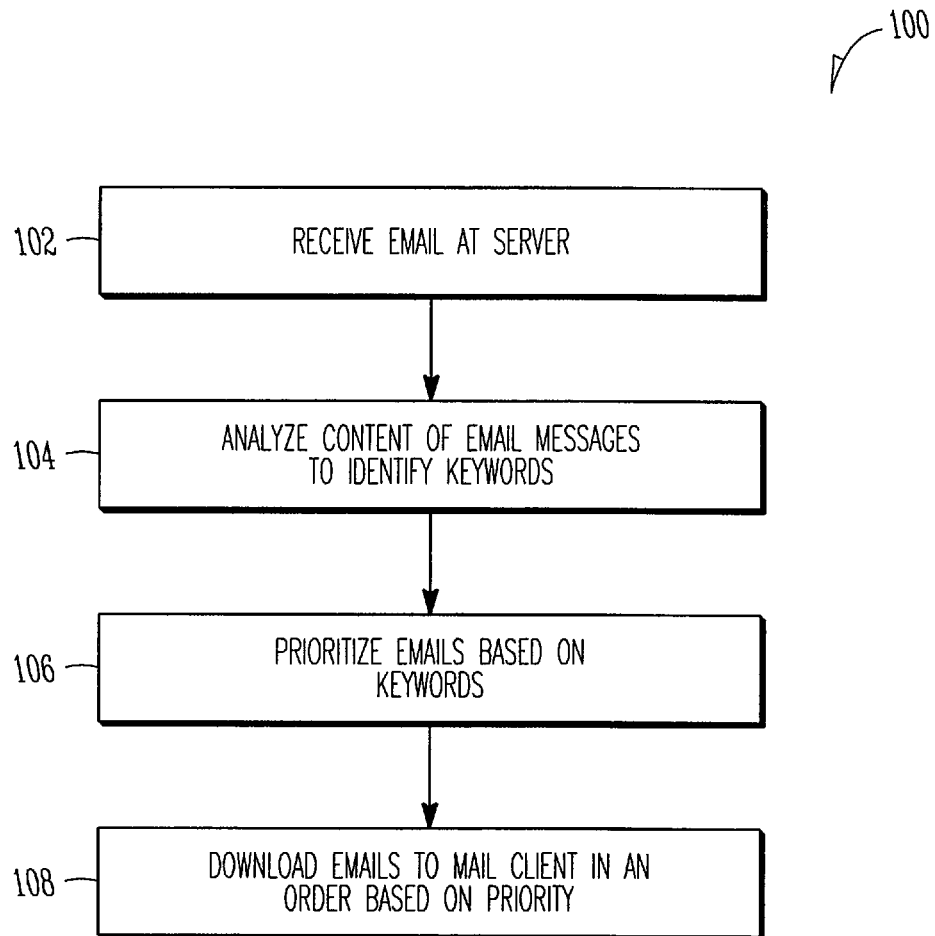 100
102
RECEIVE EMAIL AT SERVER
104
ANALYZE CONTENT OF EMAIL MESSAGES
TO IDENTIFY KEYWORDS
106
PRIORITIZE EMAILS BASED ON
KEYWORDS
108
DOWNLOAD EMAILS TO MAIL CLIENT IN AN
ORDER BASED ON PRIORITY